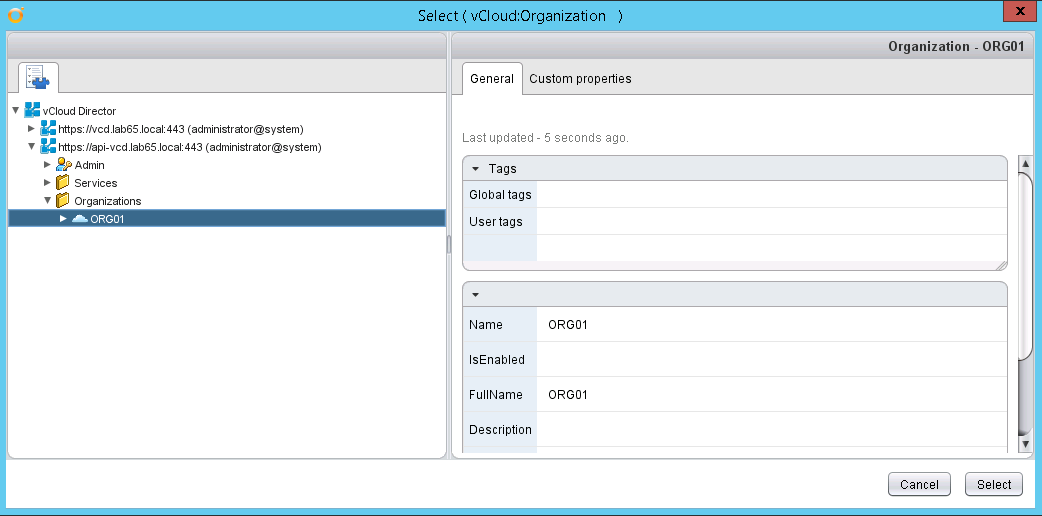 Select ( vCloud:Organization )
x
Organization - ORG01
vCloud Director
https://vcd.lab65.local:443 (administrator@system)
https://api-vcd.lab65.local:443 (administrator@system)
Admin
Services
Organizations
ORG01
General
Custom properties
Last updated - 5 seconds ago.
Tags
Global tags
User tags
Name ORG01
IsEnabled
FullName ORG01
Description
Cancel
Select